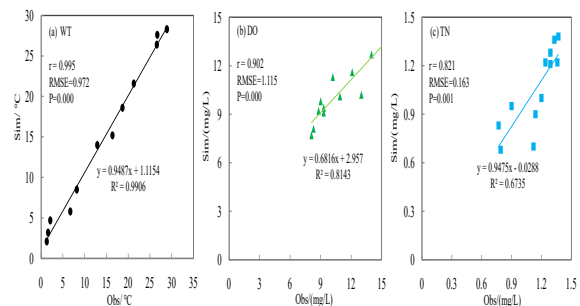 (a) WT
r=0.995
RMSE=0.972
P=0.000
y = 0.9487x + 1.1154
R² = 0.9906
Sim/℃
30
25
20
15
10
5
0
0 5 10 15 20 25 30 35
Obs/℃
(b) DO
r=0.902
RMSE=1.115
P=0.000
y = 0.6816x + 2.957
R² = 0.8143
Sim/(mg/L)
15
12
9
6
3
0
0 3 6 9 12 15
Obs/(mg/L)
(c) TN
r=0.821
RMSE=0.163
P=0.001
y = 0.9475x - 0.0288
R² = 0.6735
Sim/(mg/L)
1.5
1.2
0.9
0.6
0.3
0
0 0.3 0.6 0.9 1.2 1.5
Obs/(mg/L)